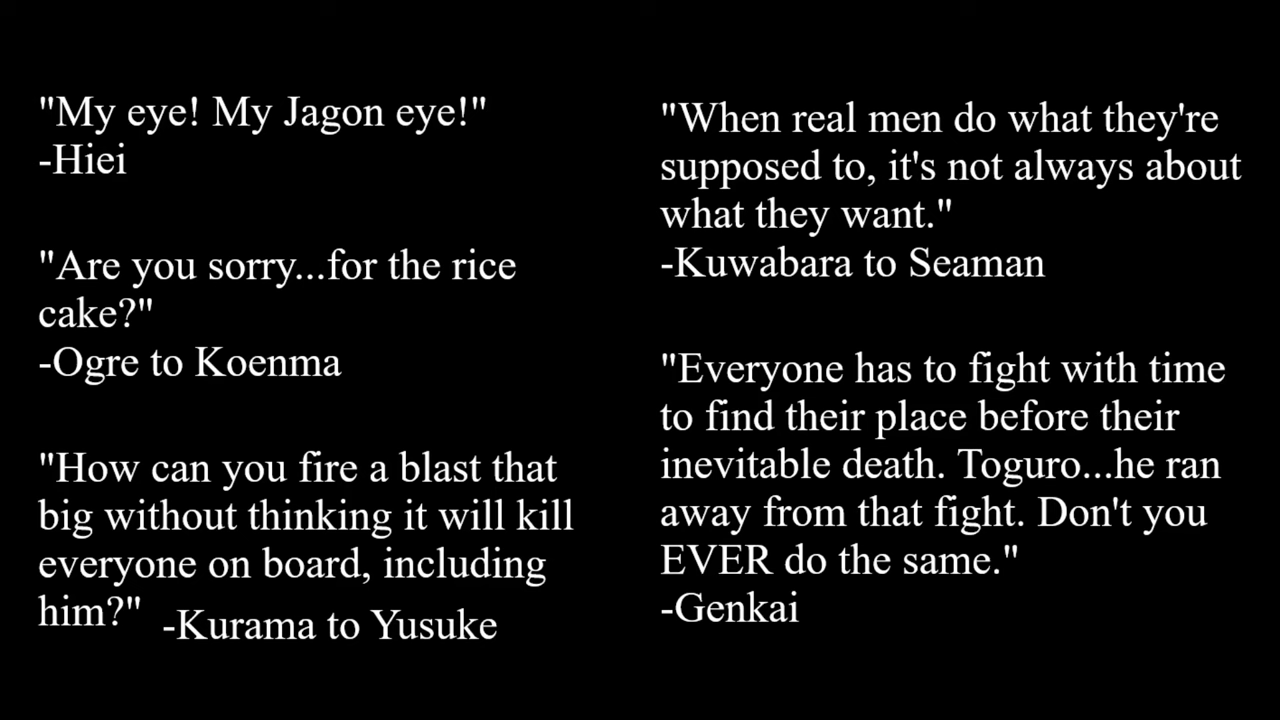 "My eye! My Jagon eye!"
-Hiei
"Are you sorry...for the rice
cake?"
-Ogre to Koenma
"How can you fire a blast that
big without thinking it will kill
everyone on board, including
him?" -Kurama to Yusuke
"When real men do what they're
supposed to, it's not always about
what they want."
-Kuwabara to Seaman
"Everyone has to fight with time
to find their place before their
inevitable death. Toguro...he ran
away from that fight. Don't you
EVER do the same."
-Genkai